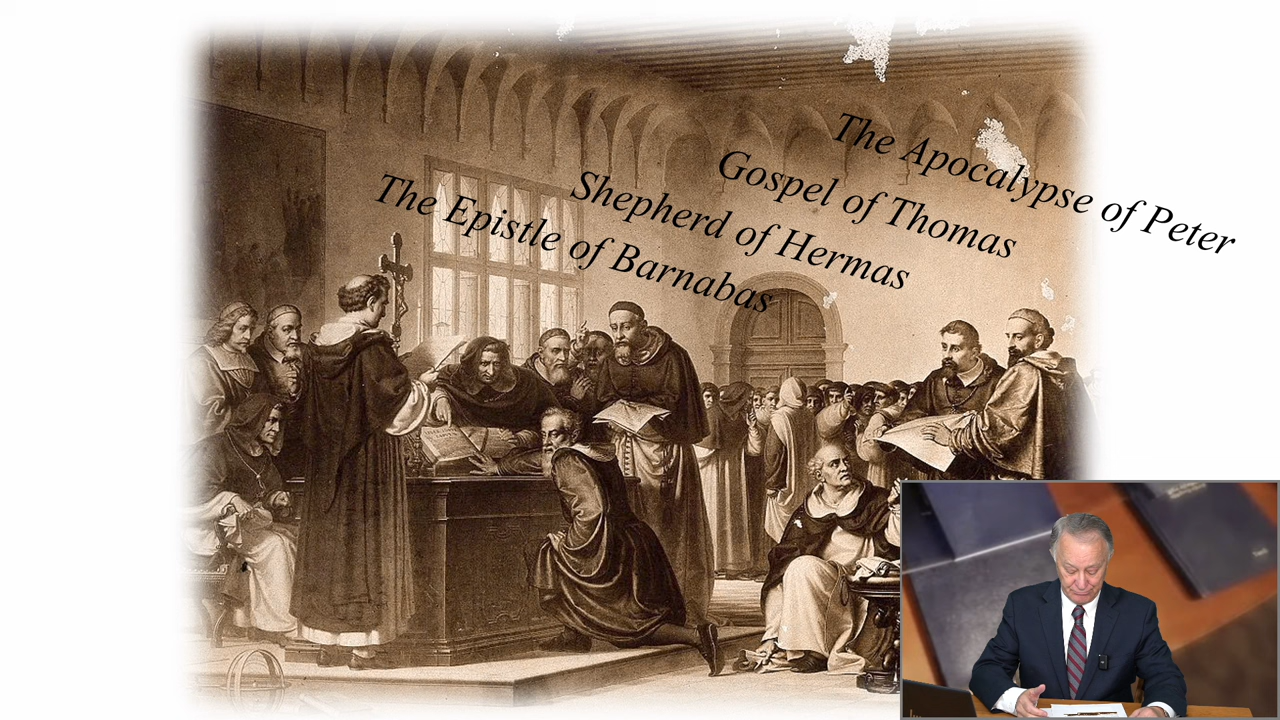 The Apocalypse of Peter
Gospel of Thomas
Shepherd of Hermas
The Epistle of Barnabas